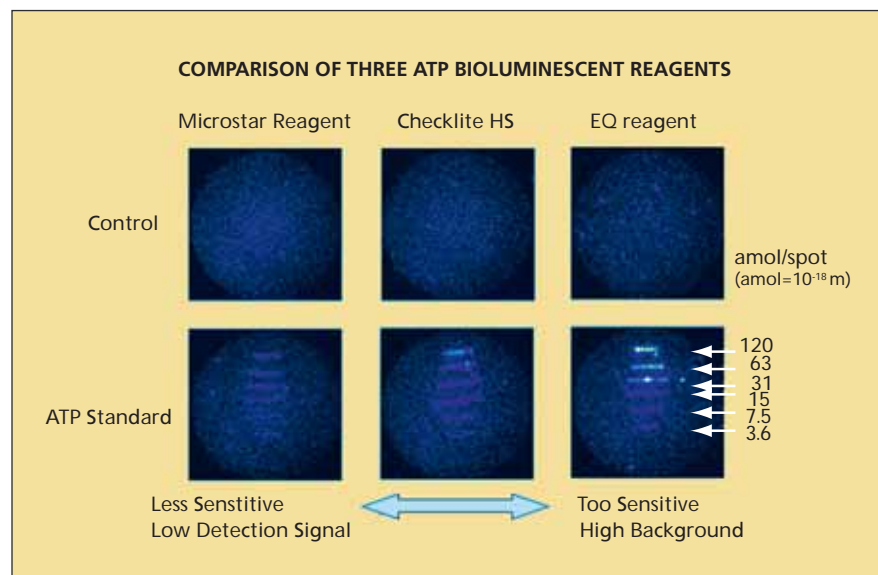 COMPARISON OF THREE ATP BIOLUMINESCENT REAGENTS
Microstar Reagent Checklite HS EQ reagent
Control
amol/spot
(amol=10⁻¹⁸ m)
ATP Standard
120
63
31
15
7.5
3.6
Less Senstitive
Low Detection Signal
Too Sensitive
High Background